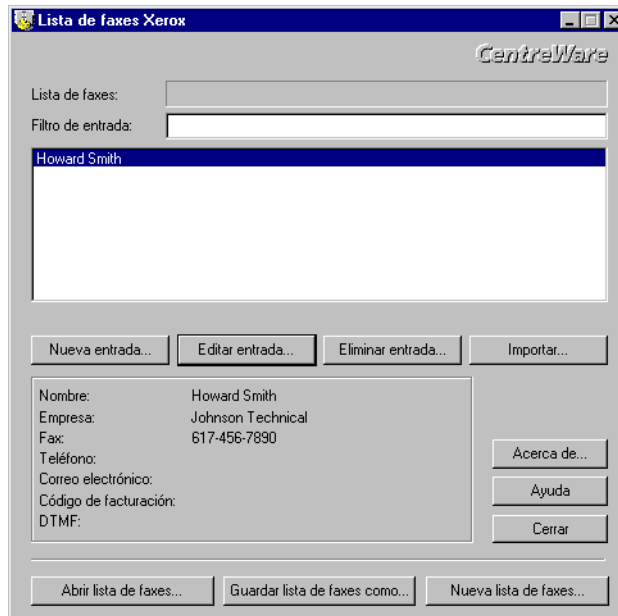 Lista de faxes Xerox
CentreWare
Lista de faxes:
Filtro de entrada:
Howard Smith
Nueva entrada... Editar entrada... Eliminar entrada... Importar...
Nombre: Howard Smith
Empresa: Johnson Technical
Fax: 617-456-7890
Teléfono:
Correo electrónico:
Código de facturación:
DTMF:
Acerca de...
Ayuda
Cerrar
Abrir lista de faxes... Guardar lista de faxes como... Nueva lista de faxes...